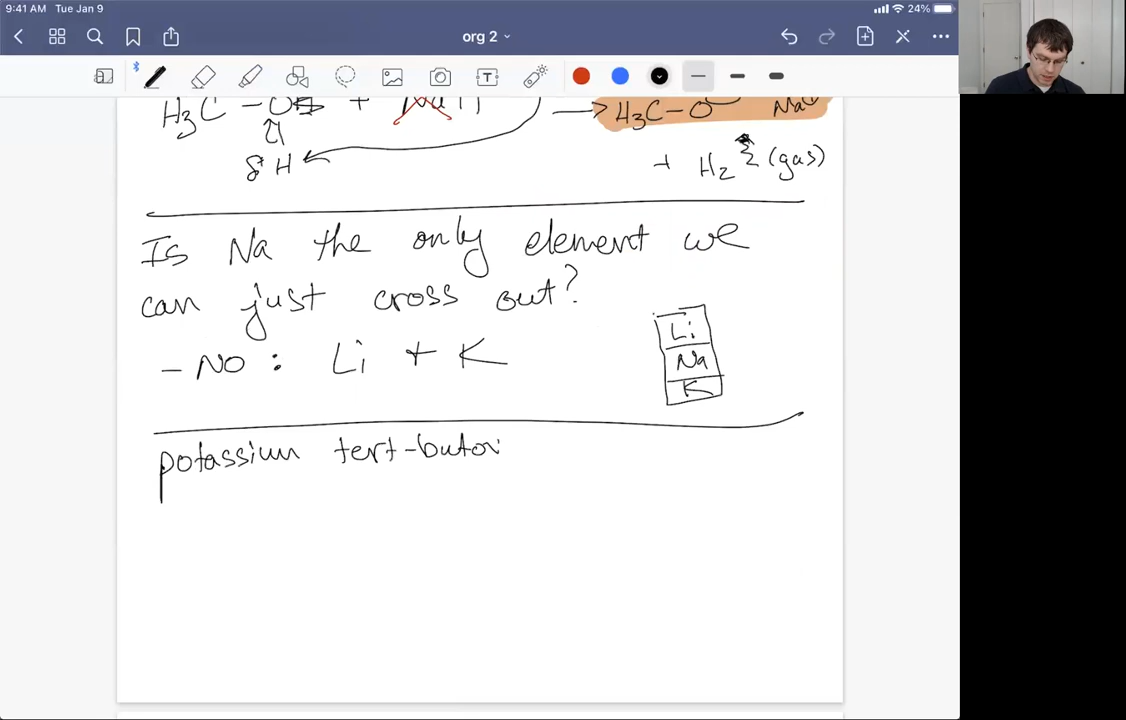 9:41 AM Tue Jan 9
24%
org 2
H3C - O + NaH → H3C - O Na
δ+ H
+ H2 (gas)
Is Na the only element we
can just cross out?
- No : Li + K
Li
Na
K
potassium tert-butox